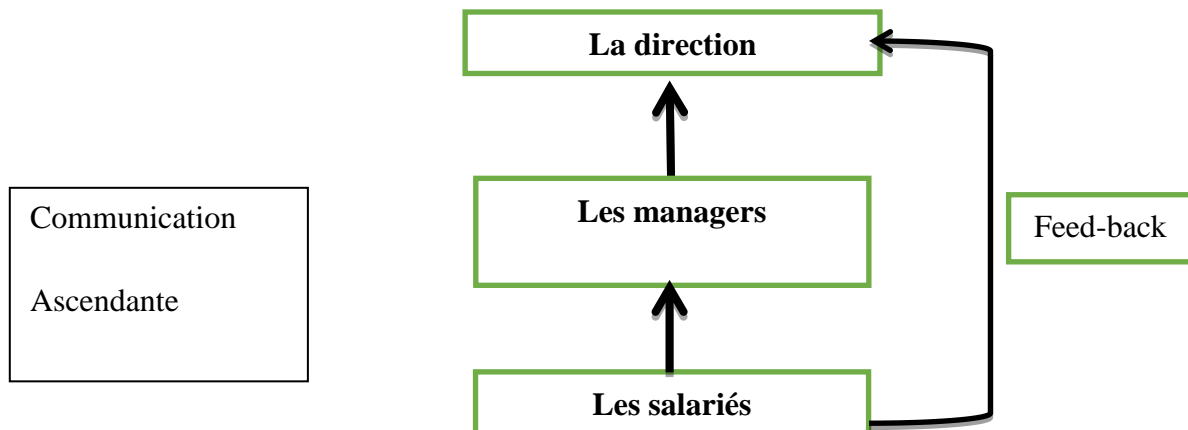 La direction
Les managers
Communication
Ascendante
Feed-back
Les salariés